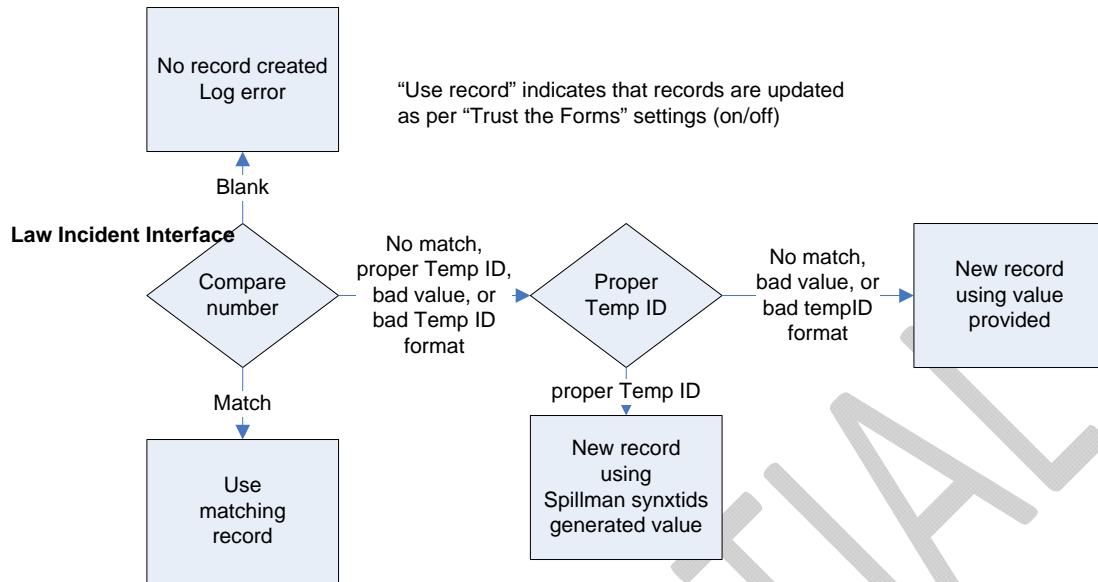 No record created
Log error
“Use record” indicates that records are updated
as per “Trust the Forms” settings (on/off)
Blank
Law Incident Interface
Compare
number
No match,
proper Temp ID,
bad value, or
bad Temp ID
format
Proper
Temp ID
No match,
bad value, or
bad tempID
format
New record
using value
provided
Match
proper Temp ID
Use
matching
record
New record
using
Spillman synxtids
generated value
TIAL